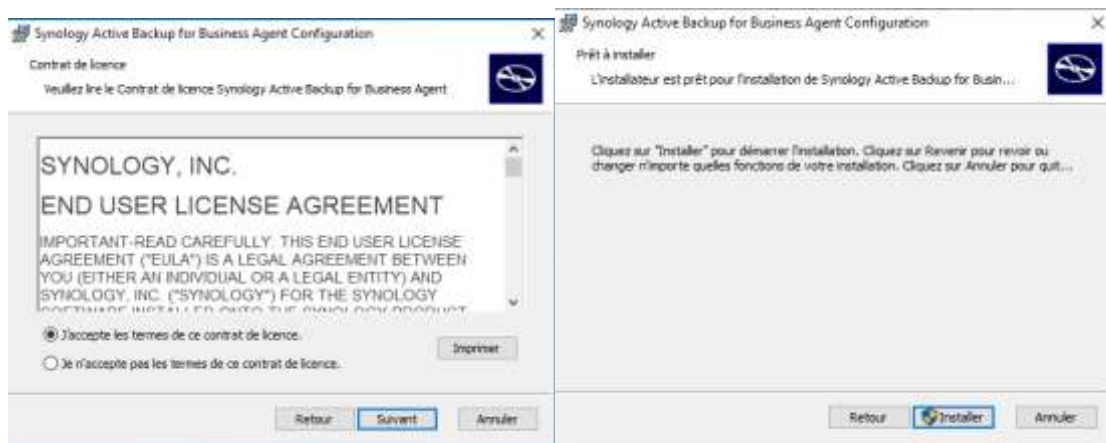 Synology Active Backup for Business Agent Configuration
Contrat de licence
Veuillez lire le Contrat de licence Synology Active Backup for Business Agent
SYNOLOGY, INC.
END USER LICENSE AGREEMENT
IMPORTANT-READ CAREFULLY: THIS END USER LICENSE
AGREEMENT ("EULA") IS A LEGAL AGREEMENT BETWEEN
YOU (EITHER AN INDIVIDUAL OR A LEGAL ENTITY) AND
SYNOLOGY, INC. ("SYNOLOGY") FOR THE SYNOLOGY
SOFTWARE INSTALLED ONTO THE SYNOLOGY PRODUCT
J'accepte les termes de ce contrat de licence.
Je n'accepte pas les termes de ce contrat de licence.
Imprimer
Retour Suivant Annuler
Synology Active Backup for Business Agent Configuration
Prêt à installer
L'installateur est prêt pour l'installation de Synology Active Backup for Busin...
Cliquez sur "Installer" pour démarrer l'installation. Cliquez sur Revenir pour revoir ou
changer n'importe quelles fonctions de votre installation. Cliquez sur Annuler pour quit...
Retour Installer Annuler